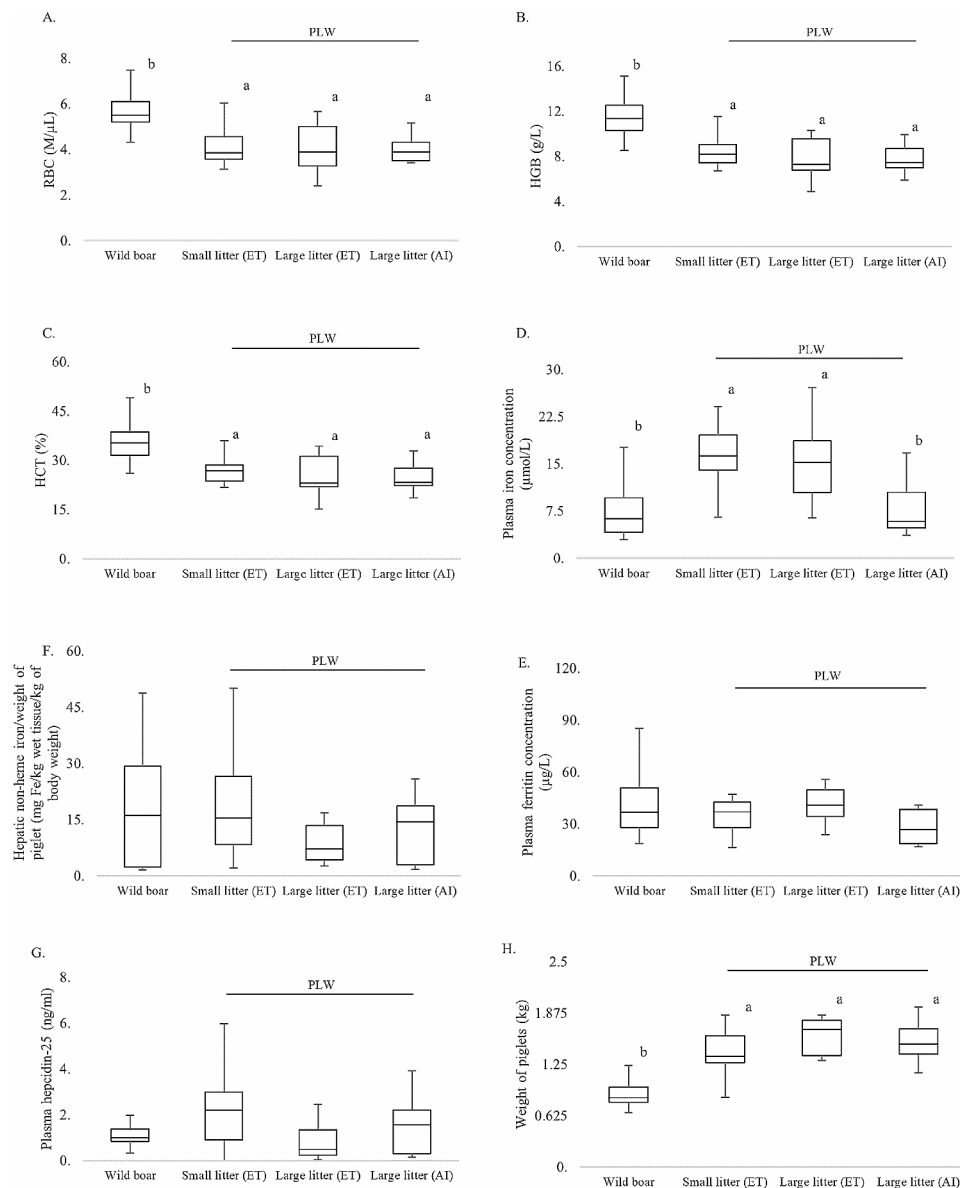 A.
PLW
8.
6.
4.
2.
0.
RBC (M/µL)
b
a
a
a
Wild boar
Small litter (ET)
Large litter (ET)
Large litter (AI)
B.
PLW
16.
12.
8.
4.
0.
HGB (g/L)
b
a
a
a
Wild boar
Small litter (ET)
Large litter (ET)
Large litter (AI)
C.
PLW
60.
45.
30.
15.
0.
HCT (%)
b
a
a
a
Wild boar
Small litter (ET)
Large litter (ET)
Large litter (AI)
D.
PLW
30.
22.5
15.
7.5
0.
Plasma iron concentration
(µmol/L)
b
a
a
b
Wild boar
Small litter (ET)
Large litter (ET)
Large litter (AI)
F.
PLW
60.
45.
30.
15.
0.
Hepatic non-heme iron/weight of
piglet (mg Fe/kg wet tissue/kg of
body weight)
Wild boar
Small litter (ET)
Large litter (ET)
Large litter (AI)
E.
PLW
120.
90.
60.
30.
0.
Plasma ferritin concentration
(µg/L)
Wild boar
Small litter (ET)
Large litter (ET)
Large litter (AI)
G.
PLW
8.
6.
4.
2.
0.
Plasma hepcidin-25 (ng/ml)
Wild boar
Small litter (ET)
Large litter (ET)
Large litter (AI)
H.
PLW
2.5
1.875
1.25
0.625
0.
Weight of piglets (kg)
b
a
a
a
Wild boar
Small litter (ET)
Large litter (ET)
Large litter (AI)